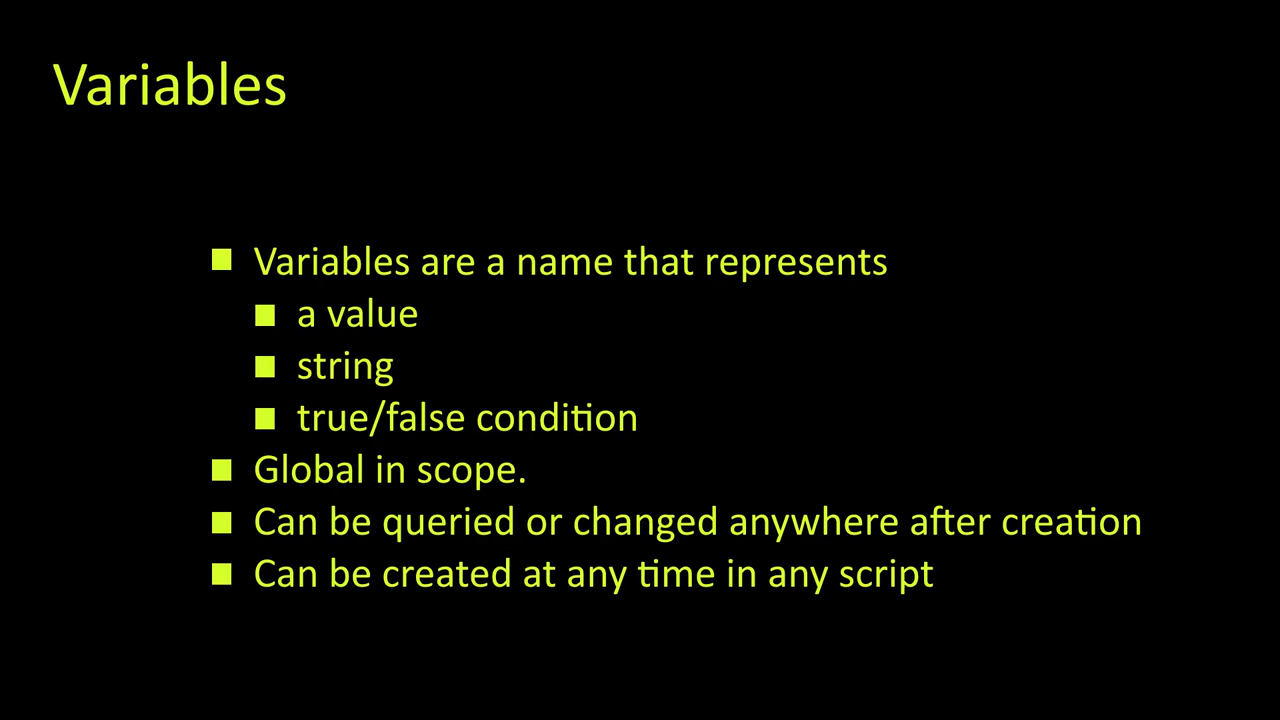 Variables
Variables are a name that represents
a value
string
true/false condition
Global in scope.
Can be queried or changed anywhere after creation
Can be created at any time in any script